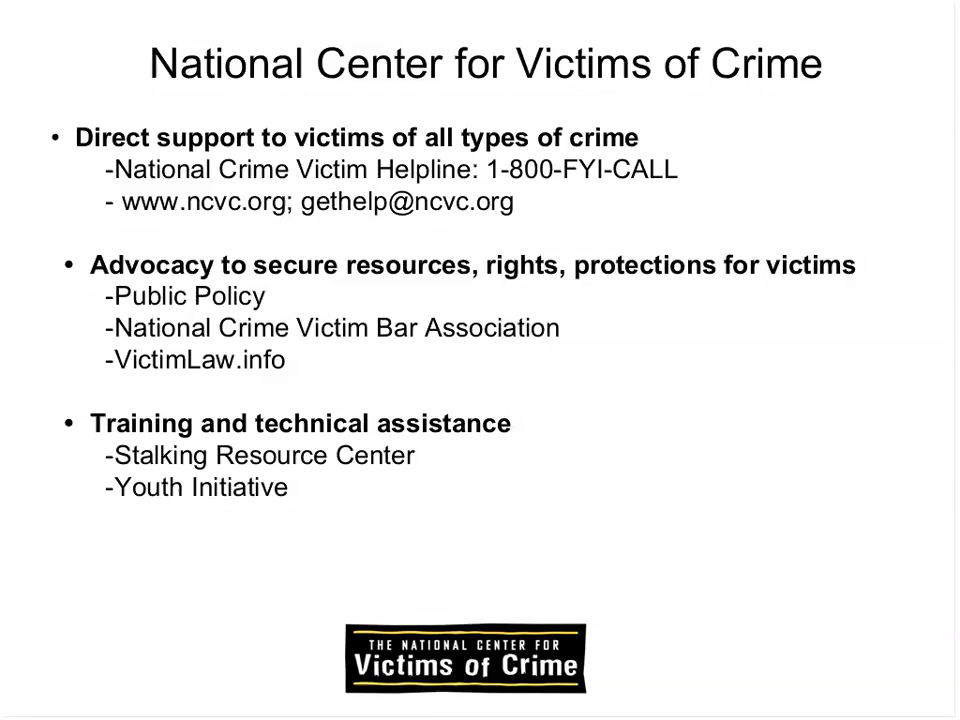 National Center for Victims of Crime
• Direct support to victims of all types of crime
-National Crime Victim Helpline: 1-800-FYI-CALL
- www.ncvc.org; gethelp@ncvc.org
• Advocacy to secure resources, rights, protections for victims
-Public Policy
-National Crime Victim Bar Association
-VictimLaw.info
• Training and technical assistance
-Stalking Resource Center
-Youth Initiative
THE NATIONAL CENTER FOR
Victims of Crime